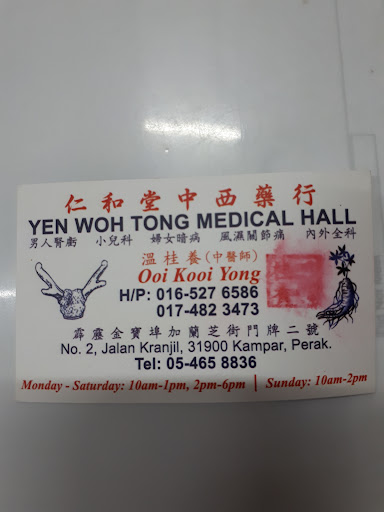 仁和堂中西藥行
YEN WOH TONG MEDICAL HALL
男人腎虧 小兒科 婦女暗病 風濕關節痛 內外全科
溫桂養(中醫師)
Ooi Kooi Yong
H/P: 016-527 6586
017-482 3473
霹靂金寶埠加蘭芝街門牌二號
No. 2, Jalan Kranjil, 31900 Kampar, Perak.
Tel: 05-465 8836
Monday - Saturday: 10am-1pm, 2pm-6pm | Sunday: 10am-2pm